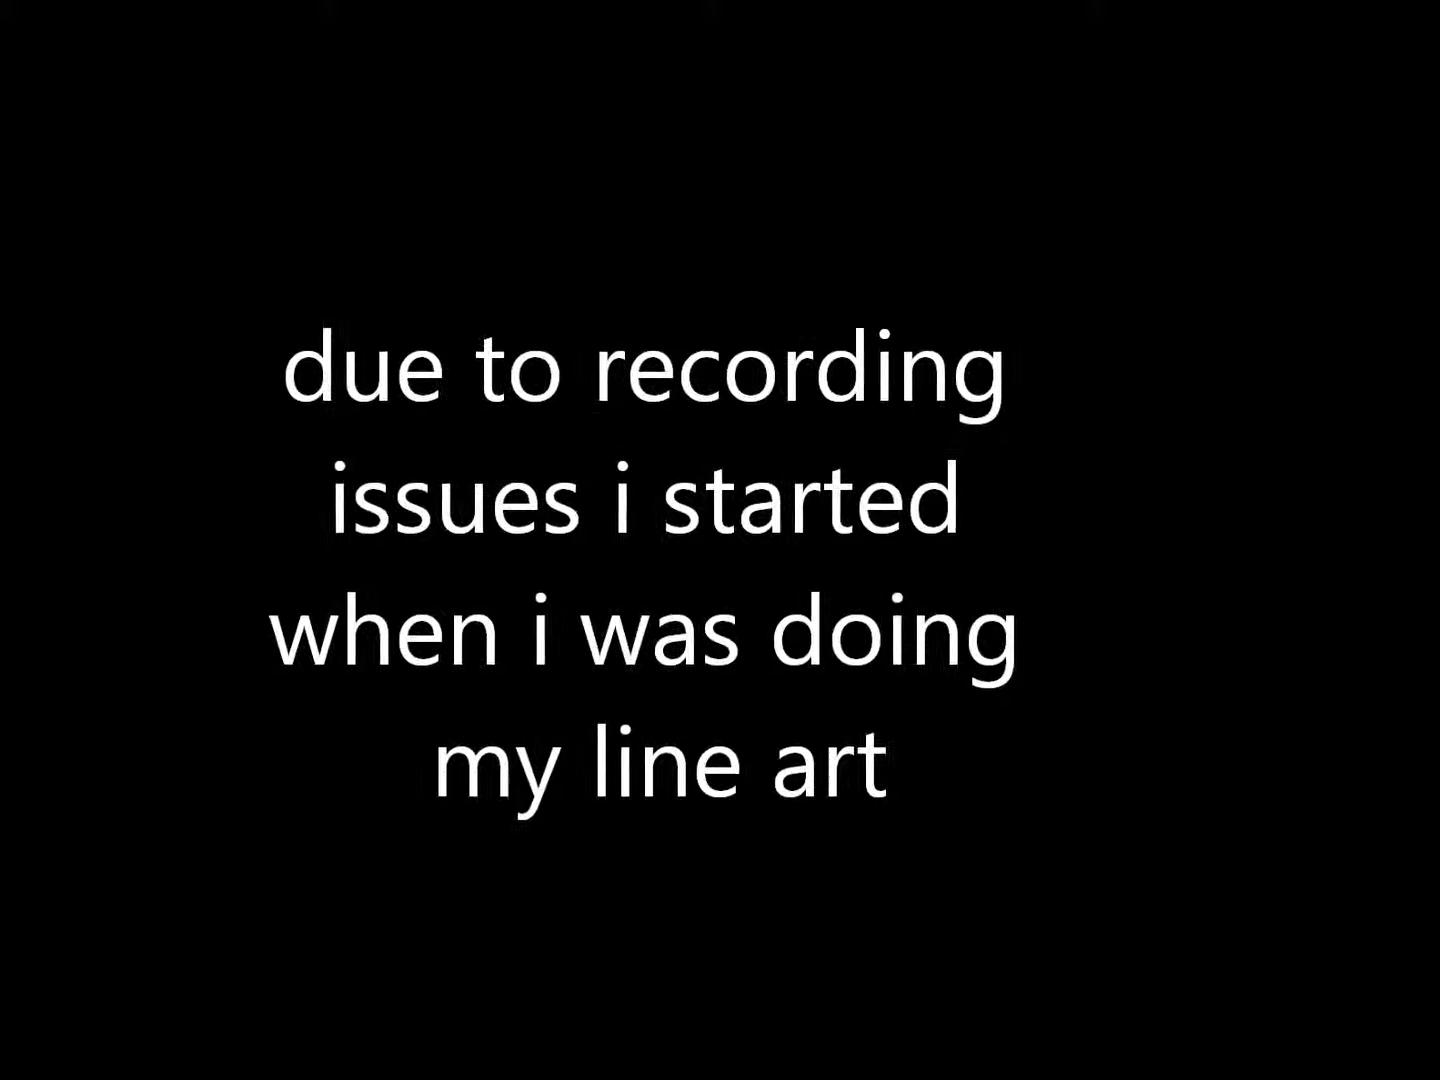 due to recording
issues i started
when i was doing
my line art